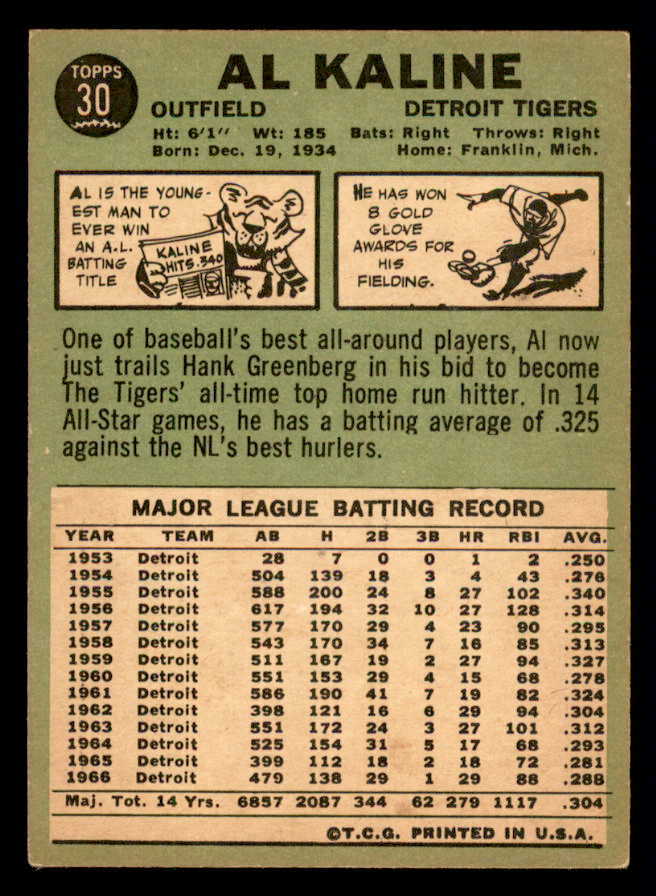 TOPPS
30
AL KALINE
OUTFIELD DETROIT TIGERS
Ht: 6'1" Wt: 185 Bats: Right Throws: Right
Born: Dec. 19, 1934 Home: Franklin, Mich.
AL IS THE YOUNG-
EST MAN TO
EVER WIN
AN A.L.
BATTING
TITLE
KALINE
HITS .340
HE HAS WON
8 GOLD
GLOVE
AWARDS FOR
HIS
FIELDING.
One of baseball's best all-around players, Al now
just trails Hank Greenberg in his bid to become
The Tigers' all-time top home run hitter. In 14
All-Star games, he has a batting average of .325
against the NL's best hurlers.
MAJOR LEAGUE BATTING RECORD
YEAR TEAM AB H 2B 3B HR RBI AVG.
1953 Detroit 28 7 0 0 1 2 .250
1954 Detroit 504 139 18 3 4 43 .276
1955 Detroit 588 200 24 8 27 102 .340
1956 Detroit 617 194 32 10 27 128 .314
1957 Detroit 577 170 29 4 23 90 .295
1958 Detroit 543 170 34 7 16 85 .313
1959 Detroit 511 167 19 2 27 94 .327
1960 Detroit 551 153 29 4 15 68 .278
1961 Detroit 586 190 41 7 19 82 .324
1962 Detroit 398 121 16 6 29 94 .304
1963 Detroit 551 172 24 3 27 101 .312
1964 Detroit 525 154 31 5 17 68 .293
1965 Detroit 399 112 18 2 18 72 .281
1966 Detroit 479 138 29 1 29 88 .288
Maj. Tot. 14 Yrs. 6857 2087 344 62 279 1117 .304
©T.C.G. PRINTED IN U.S.A.